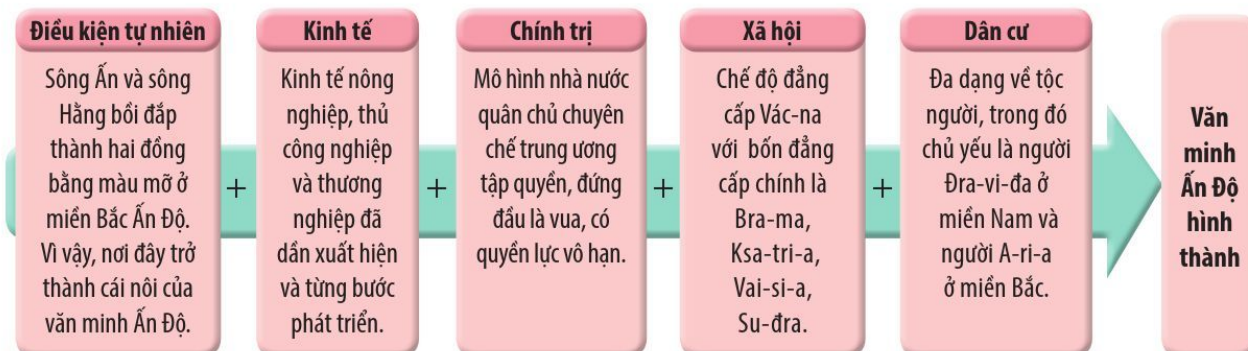 Điều kiện tự nhiên
Sông Ấn và sông
Hằng bồi đắp
thành hai đồng
bằng màu mỡ ở
miền Bắc Ấn Độ.
Vì vậy, nơi đây trở
thành cái nôi của
văn minh Ấn Độ.
+
Kinh tế
Kinh tế nông
nghiệp, thủ
công nghiệp
và thương
nghiệp đã
dần xuất hiện
và từng bước
phát triển.
+
Chính trị
Mô hình nhà nước
quân chủ chuyên
chế trung ương
tập quyền, đứng
đầu là vua, có
quyền lực vô hạn.
+
Xã hội
Chế độ đẳng
cấp Vác-na
với bốn đẳng
cấp chính là
Bra-ma,
Ksa-tri-a,
Vai-si-a,
Su-đra.
+
Dân cư
Đa dạng về tộc
người, trong đó
chủ yếu là người
Đra-vi-đa ở
miền Nam và
người A-ri-a
ở miền Bắc.
Văn
minh
Ấn Độ
hình
thành